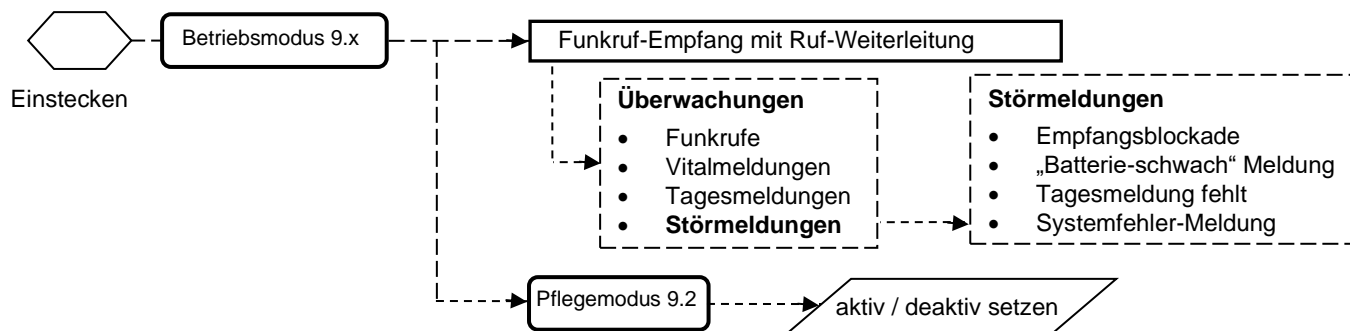 Betriebsmodus 9.x
Funkruf-Empfang mit Ruf-Weiterleitung
Einstecken
Überwachungen
• Funkrufe
• Vitalmeldungen
• Tagesmeldungen
• Störmeldungen
Störmeldungen
• Empfangsblockade
• „Batterie-schwach“ Meldung
• Tagesmeldung fehlt
• Systemfehler-Meldung
Pflegemodus 9.2
aktiv / deaktiv setzen